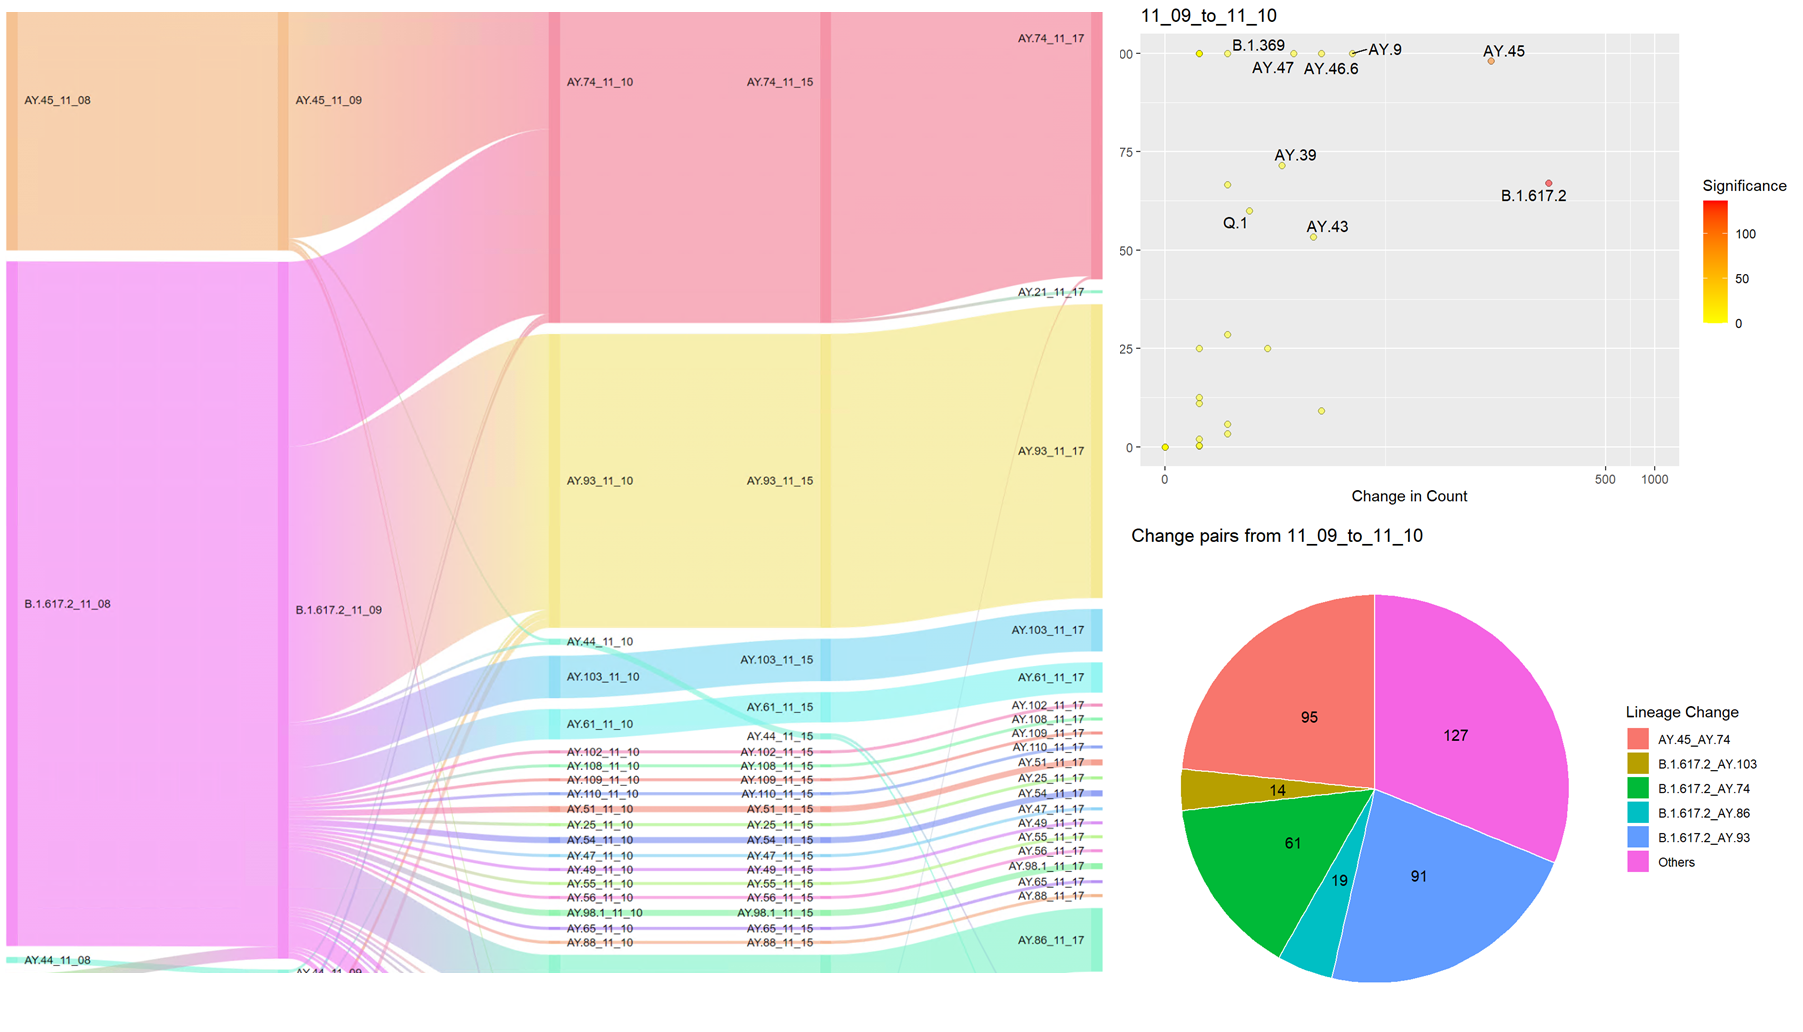 AY.45_11_08
AY.45_11_09
AY.74_11_10
AY.74_11_15
AY.74_11_17
AY.21_11_17
AY.93_11_10
AY.93_11_15
AY.93_11_17
B.1.617.2_11_08
B.1.617.2_11_09
AY.44_11_10
AY.103_11_10
AY.103_11_15
AY.103_11_17
AY.61_11_10
AY.61_11_15
AY.61_11_17
AY.44_11_15
AY.102_11_10
AY.102_11_15
AY.102_11_17
AY.108_11_10
AY.108_11_15
AY.108_11_17
AY.109_11_10
AY.109_11_15
AY.109_11_17
AY.110_11_10
AY.110_11_15
AY.110_11_17
AY.51_11_10
AY.51_11_15
AY.51_11_17
AY.25_11_10
AY.25_11_15
AY.25_11_17
AY.54_11_10
AY.54_11_15
AY.54_11_17
AY.47_11_10
AY.47_11_15
AY.47_11_17
AY.49_11_10
AY.49_11_15
AY.49_11_17
AY.55_11_10
AY.55_11_15
AY.55_11_17
AY.56_11_10
AY.56_11_15
AY.56_11_17
AY.98.1_11_10
AY.98.1_11_15
AY.98.1_11_17
AY.65_11_10
AY.65_11_15
AY.65_11_17
AY.88_11_10
AY.88_11_15
AY.88_11_17
AY.86_11_17
AY.44_11_08
AY.44_11_09
11_09_to_11_10
00
75
50
25
0
B.1.369
AY.9
AY.45
AY.47
AY.46.6
AY.39
B.1.617.2
Q.1
AY.43
0
500
1000
Change in Count
Significance
100
50
0
Change pairs from 11_09_to_11_10
95
127
14
61
19
91
Lineage Change
AY.45_AY.74
B.1.617.2_AY.103
B.1.617.2_AY.74
B.1.617.2_AY.86
B.1.617.2_AY.93
Others